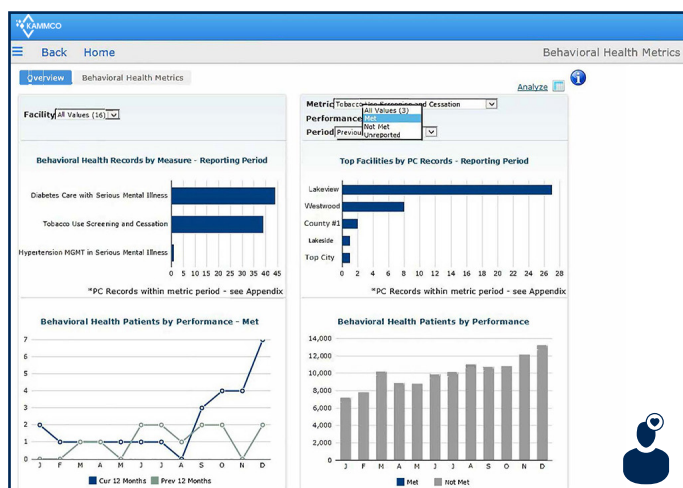 KAMMCO
Back Home
Behavioral Health Metrics
Overview
Behavioral Health Metrics
Analyze
i
Facility All Values (16)
Metric Tobacco Use Screening and Cessation
All Values (3)
Performance
Met
Not Met
Period Previou
Unreported
Behavioral Health Records by Measure - Reporting Period
Diabetes Care with Serious Mental Illness
Tobacco Use Screening and Cessation
Hypertension MGMT in Serious Mental Illness
0 5 10 15 20 25 30 35 40 45
*PC Records within metric period - see Appendix
Top Facilities by PC Records - Reporting Period
Lakeview
Westwood
County #1
Lakeside
Top City
0 2 4 6 8 10 12 14 16 18 20 22 24 26 28
*PC Records within metric period - see Appendix
Behavioral Health Patients by Performance - Met
7
6
5
4
3
2
1
0
J F M A M J J A S O N D
Cur 12 Months Prev 12 Months
Behavioral Health Patients by Performance
14,000
12,000
10,000
8,000
6,000
4,000
2,000
0
J F M A M J J A S O N D
Met Not Met